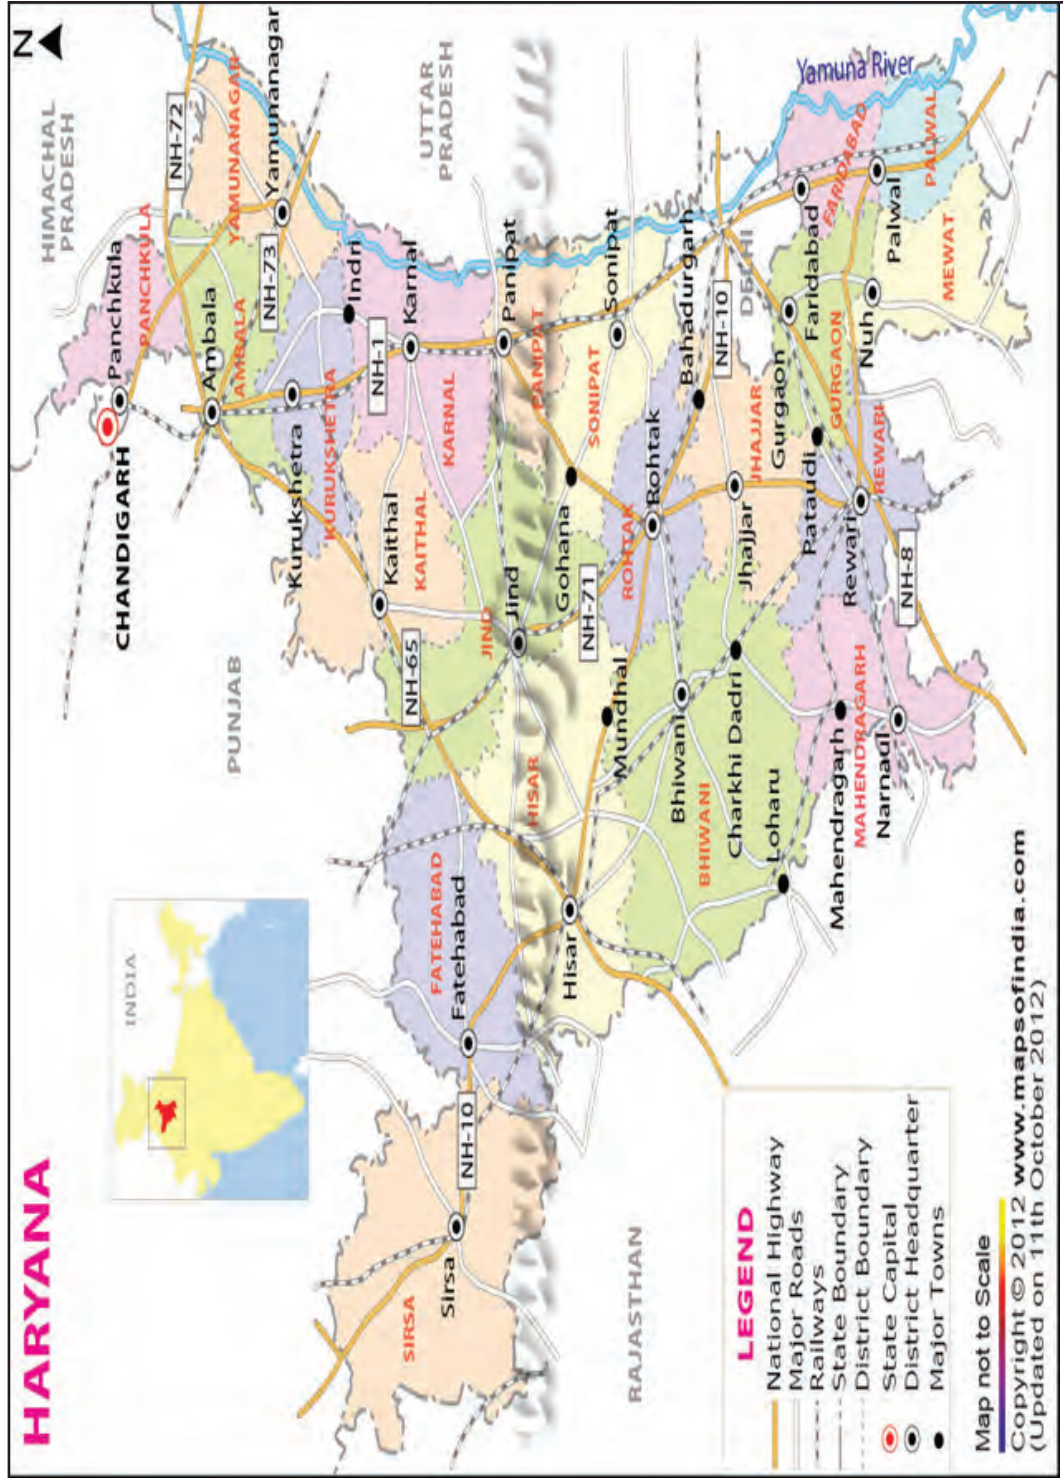 HARYANA
N
INDIA
HIMACHAL
PRADESH
PUNJAB
UTTAR
PRADESH
RAJASTHAN
DELHI
Yamuna River
CHANDIGARH
Panchkula
PANCHKULA
NH-72
YAMUNANAGAR
Yamunanagar
Ambala
AMBALA
NH-73
Kurukshetra
KURUKSHETRA
Indri
NH-1
Karnal
KARNAL
Kaithal
KAITHAL
NH-65
Panipat
PANIPAT
JIND
Jind
Gohana
SONIPAT
Sonipat
NH-71
ROHTAK
Rohtak
Bahadurgarh
NH-10
FATEHABAD
Fatehabad
HISAR
Hisar
Mundhal
NH-10
SIRSA
Sirsa
Bhiwani
BHIWANI
Charkhi Dadri
Loharu
Jhajjar
JHAJJAR
Gurgaon
GURGAON
Faridabad
FARIDABAD
Palwal
PALWAL
Nuh
MEWAT
Pataudi
Rewari
REWARI
NH-8
Mahendragarh
MAHENDRAGARH
Narnaul
LEGEND
National Highway
Major Roads
Railways
State Boundary
District Boundary
State Capital
District Headquarter
Major Towns
Map not to Scale
Copyright © 2012 www.mapsofindia.com
(Updated on 11th October 2012)